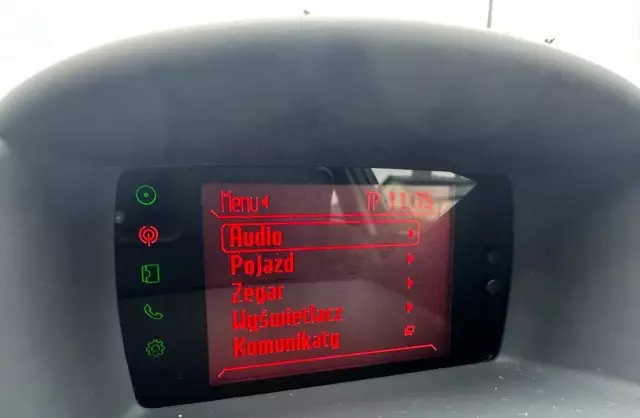 Menu
Audio
Pojazd
Zegar
Wyświetlacz
Komunikaty